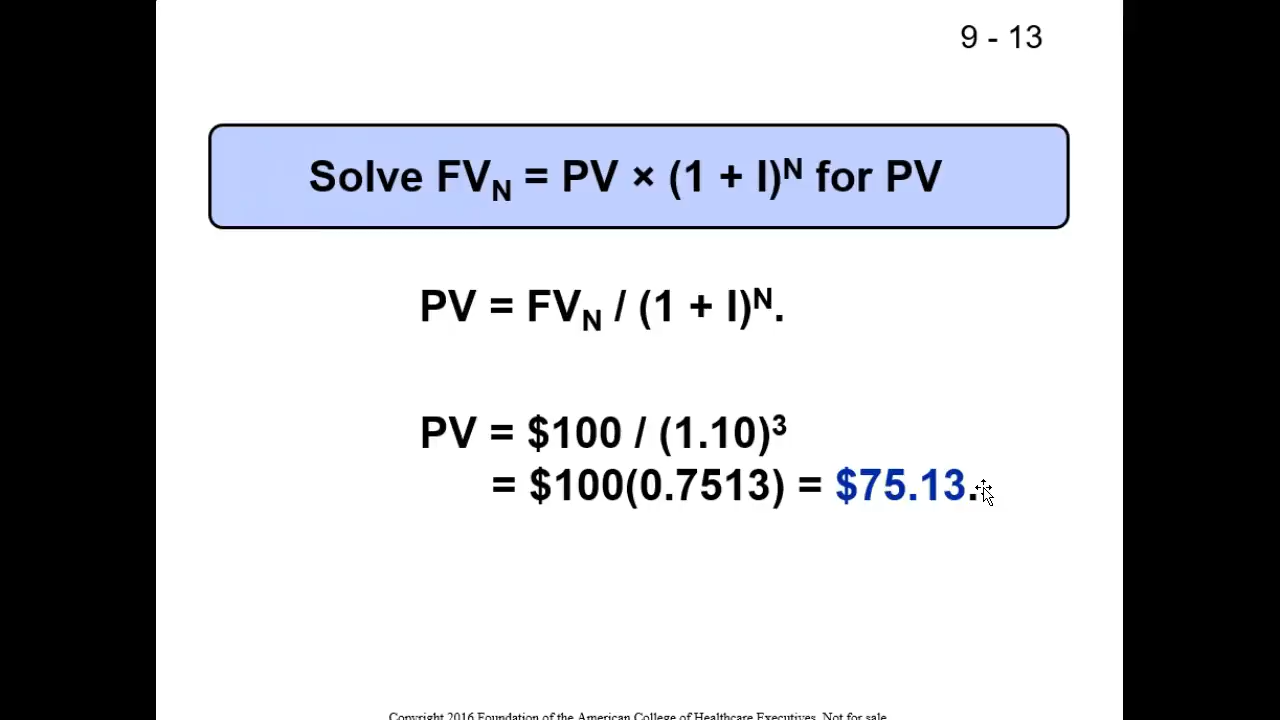 9 - 13
Solve FVN = PV × (1 + I)ᴺ for PV
PV = FVN / (1 + I)ᴺ.
PV = $100 / (1.10)³
= $100(0.7513) = $75.13.
Copyright 2016 Foundation of the American College of Healthcare Executives. Not for sale